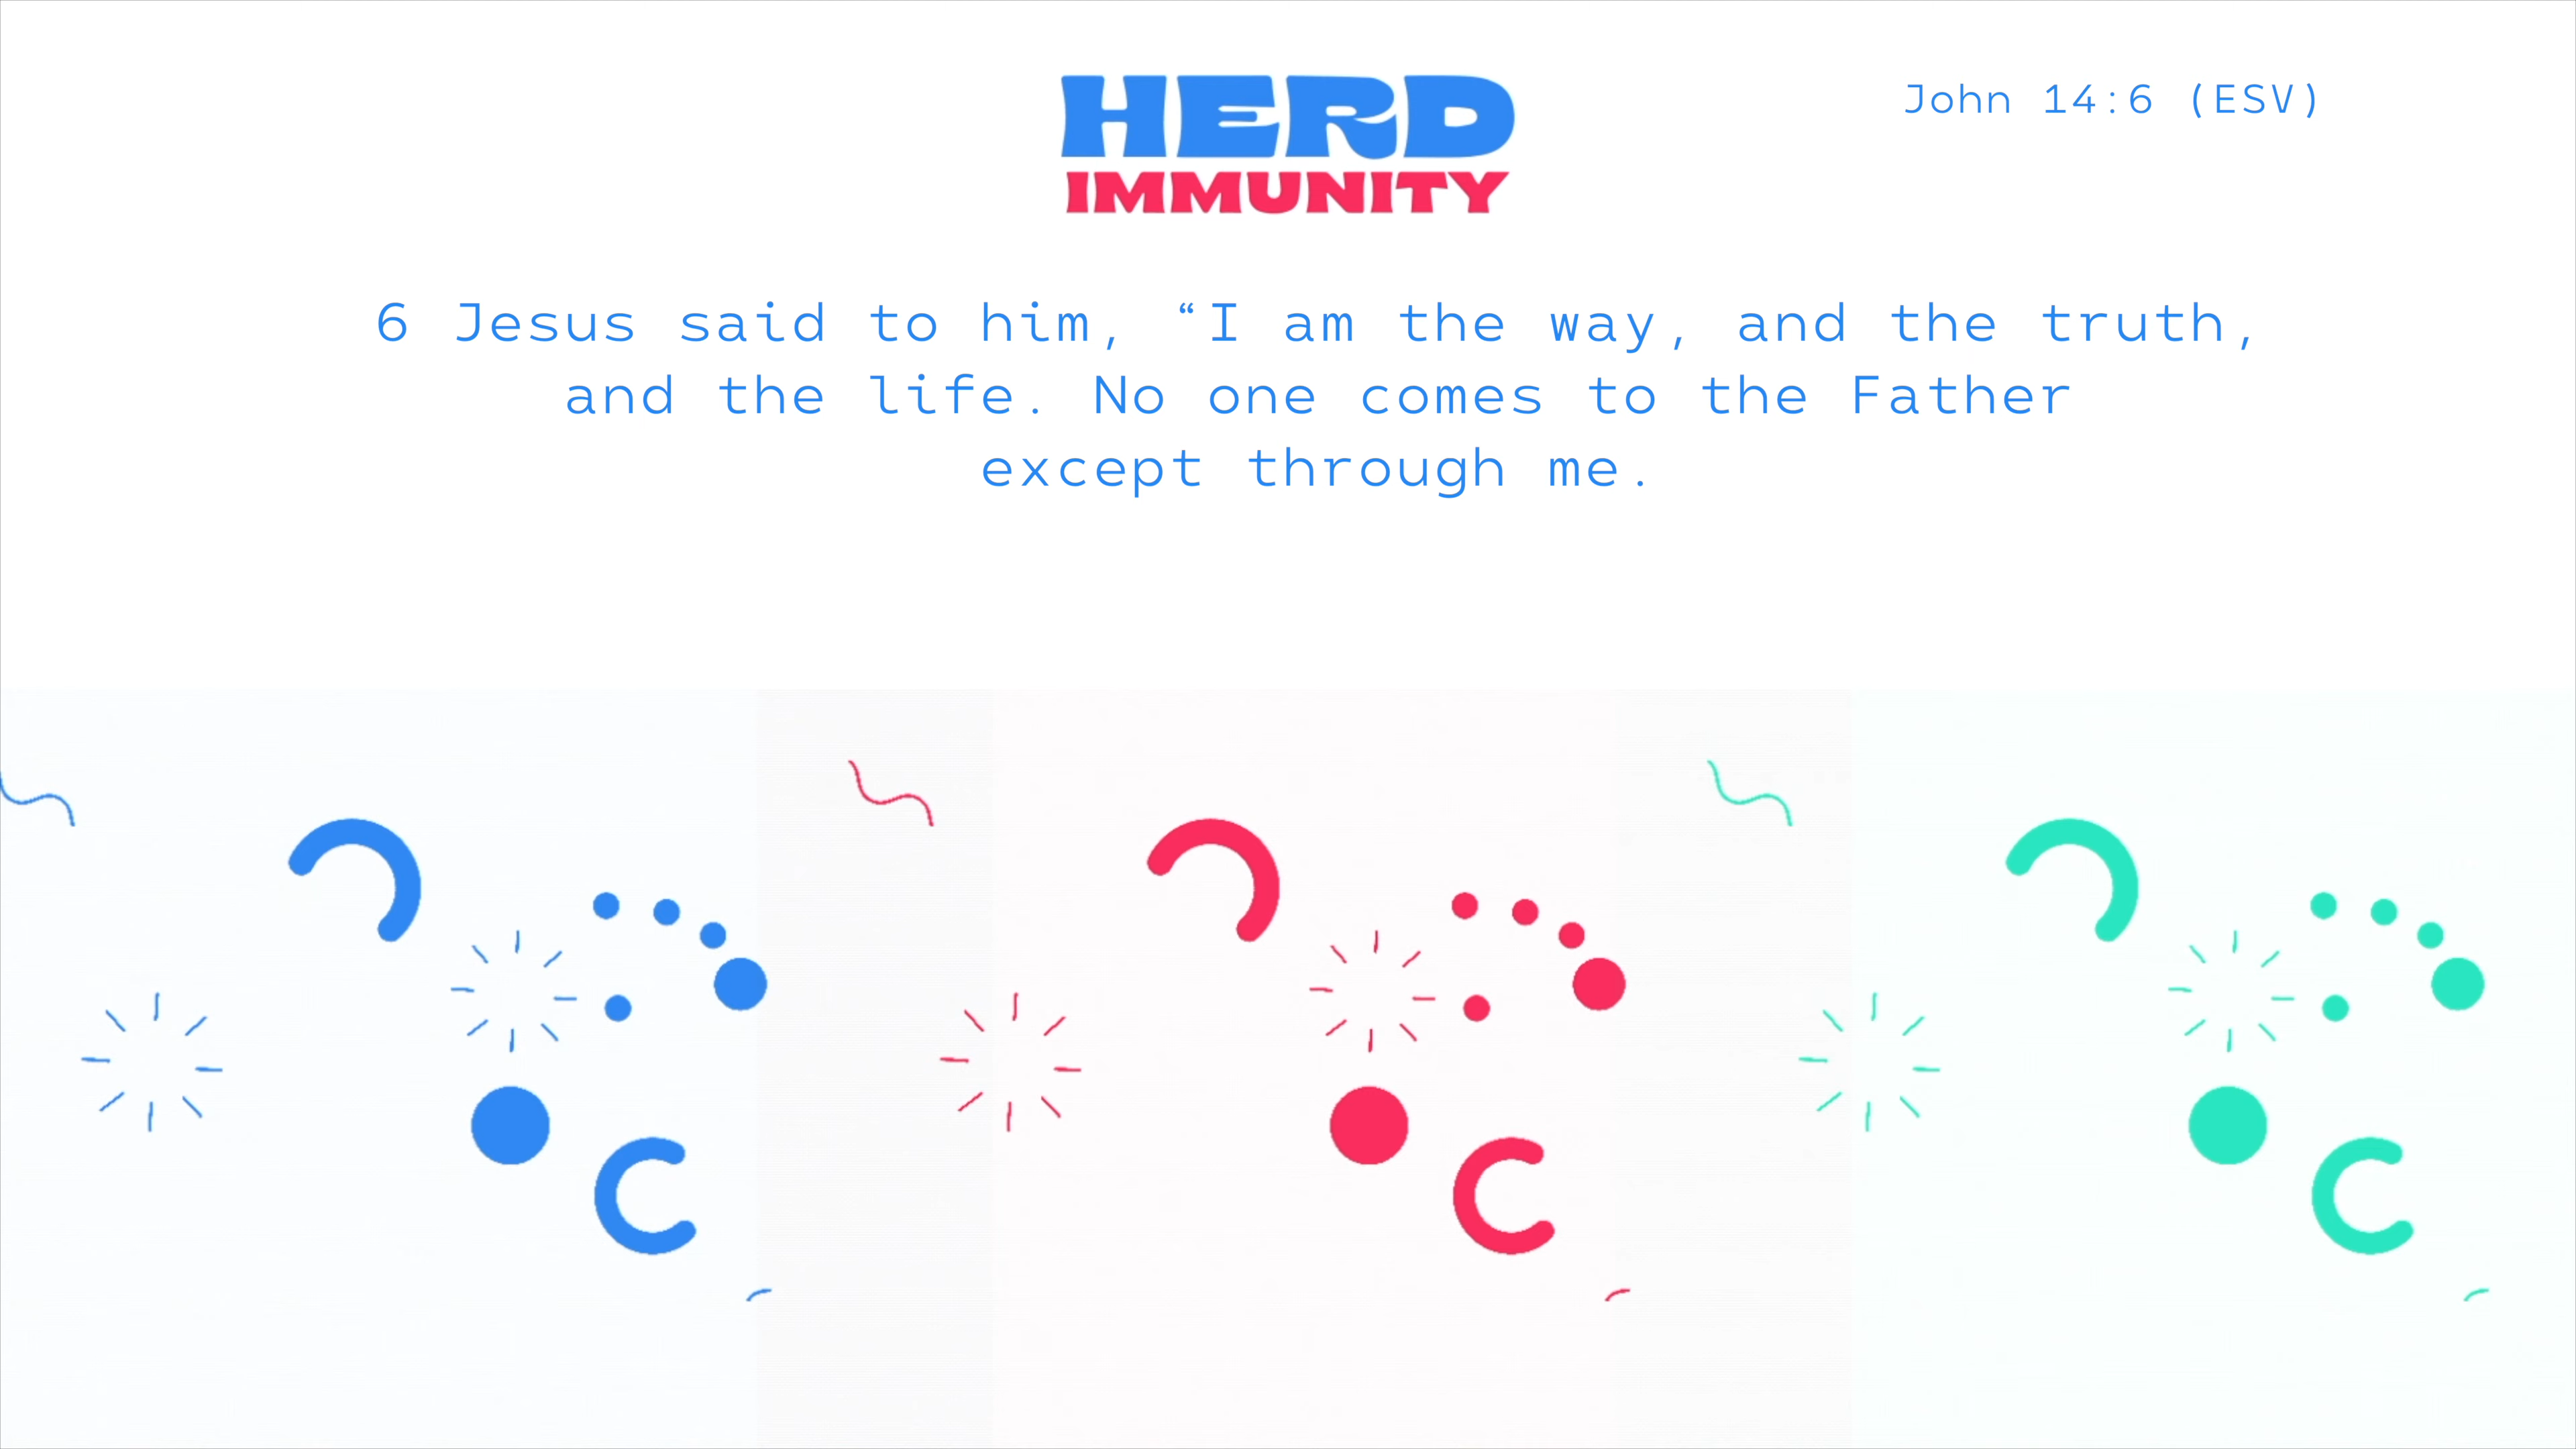 HERD
IMMUNITY
John 14:6 (ESV)
6 Jesus said to him, “I am the way, and the truth,
and the life. No one comes to the Father
except through me.